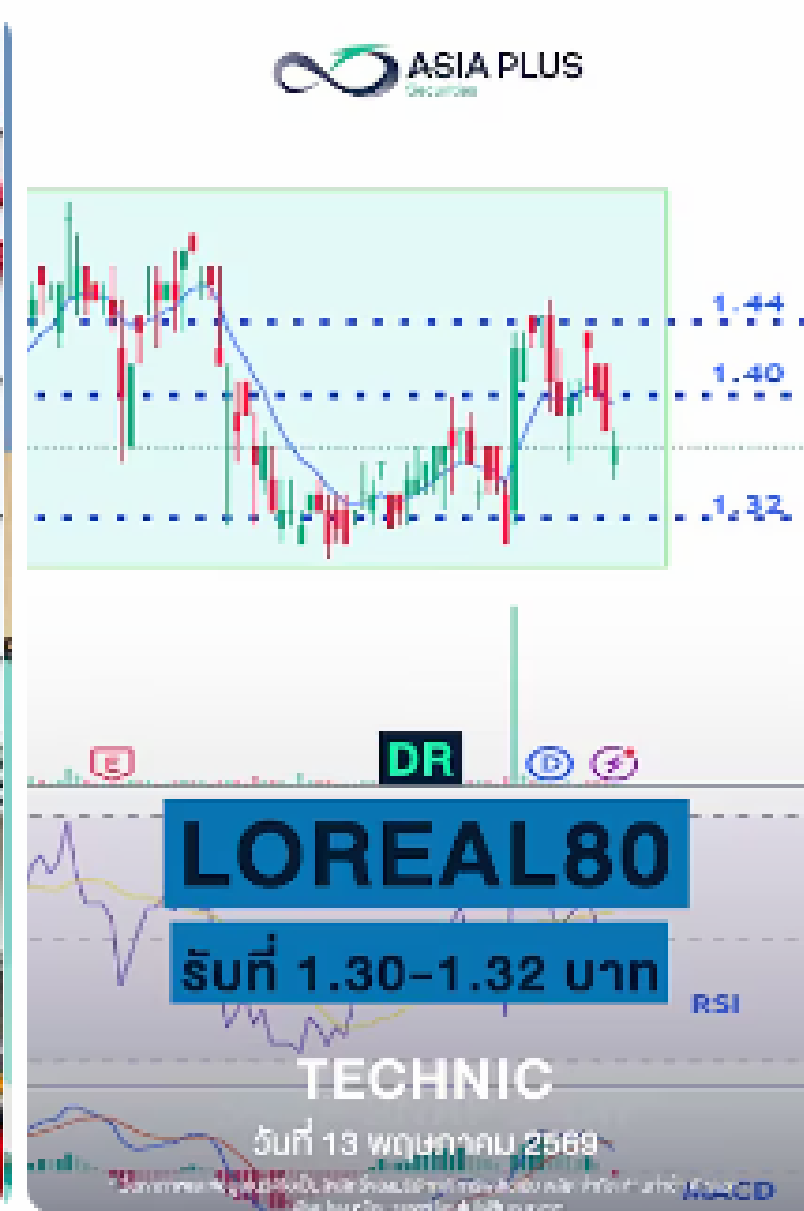 ASIA PLUS
Securities
1.44
1.40
1.32
E
D
DR
LOREAL80
รับที่ 1.30-1.32 บาท
RSI
TECHNIC
วันที่ 13 พฤษภาคม 2569
MACD